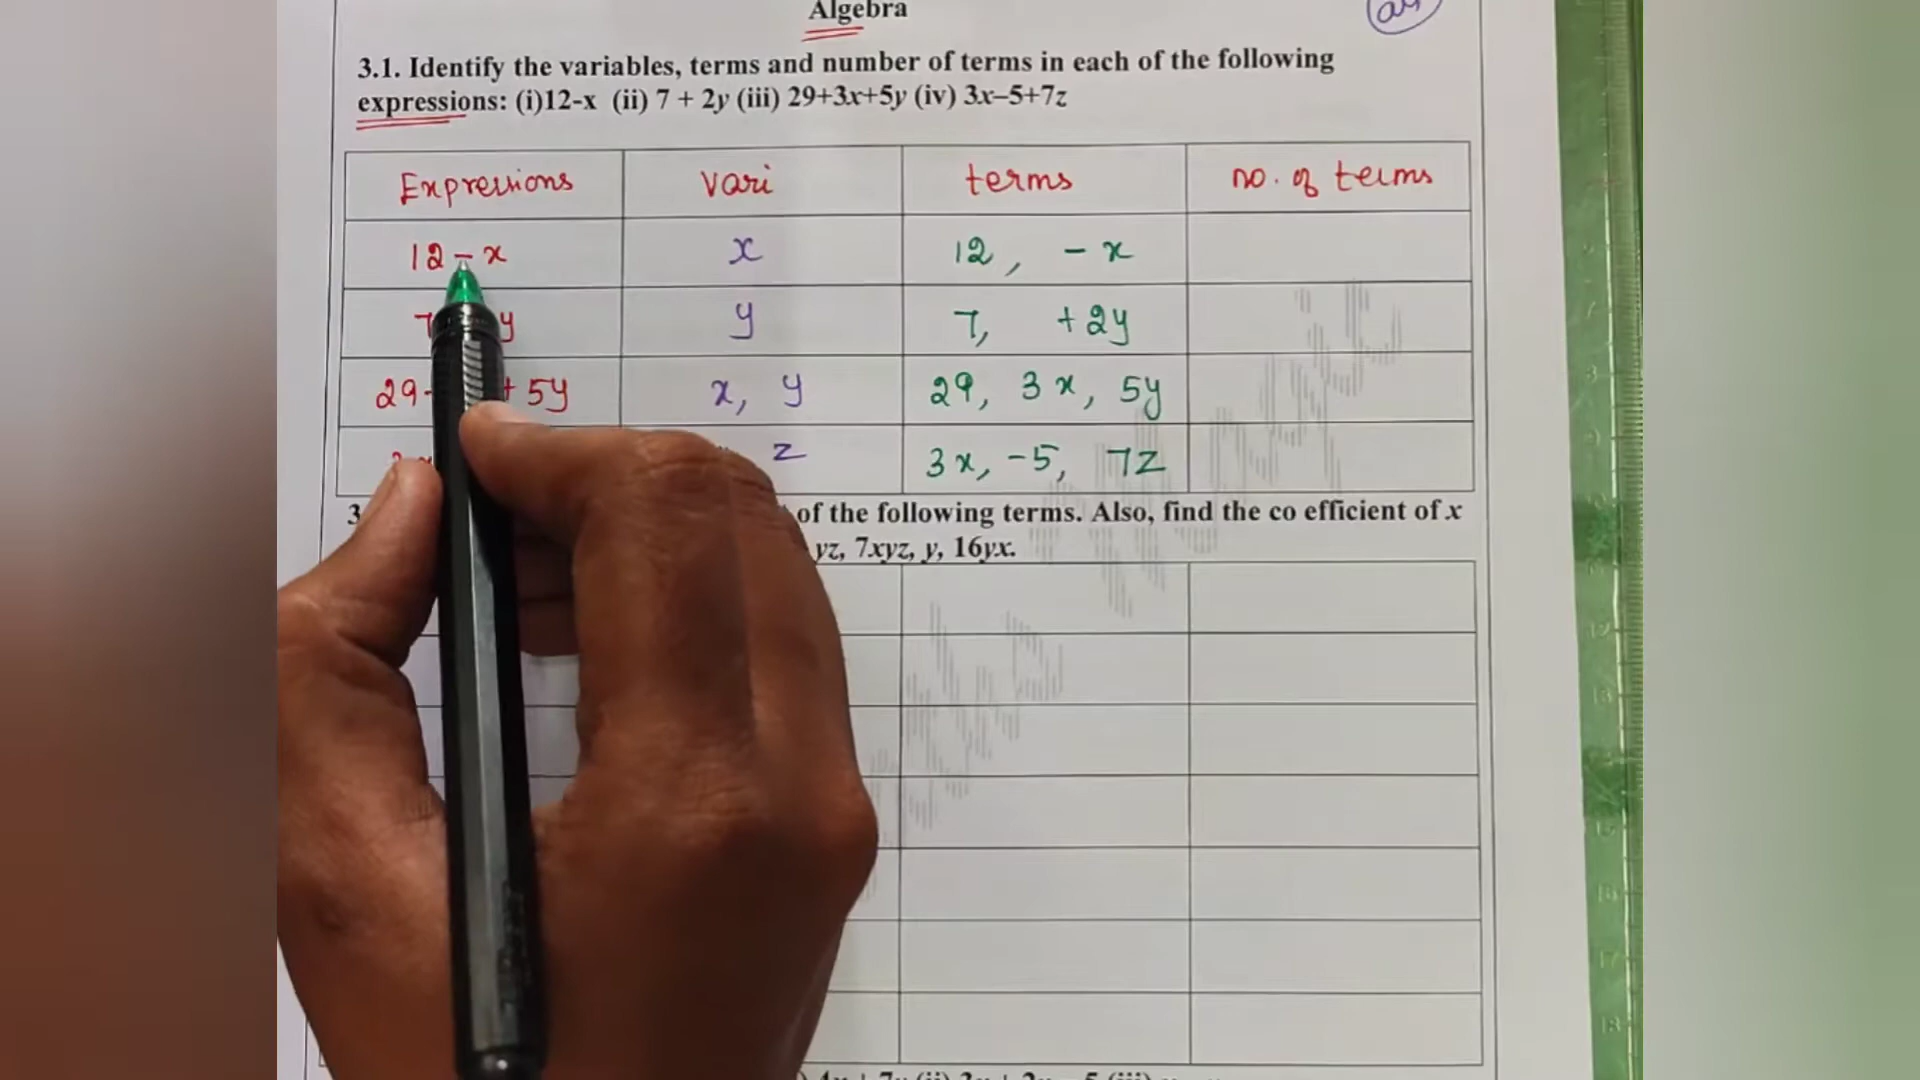 Algebra
3.1. Identify the variables, terms and number of terms in each of the following
expressions: (i)12-x (ii) 7 + 2y (iii) 29+3x+5y (iv) 3x–5+7z
Expressions vari terms no. of terms
12 - x x 12, - x
7 y y 7, +2y
29 + 5y x, y 29, 3x, 5y
z 3x, -5, 7z
3 of the following terms. Also, find the co efficient of x
yz, 7xyz, y, 16yx.